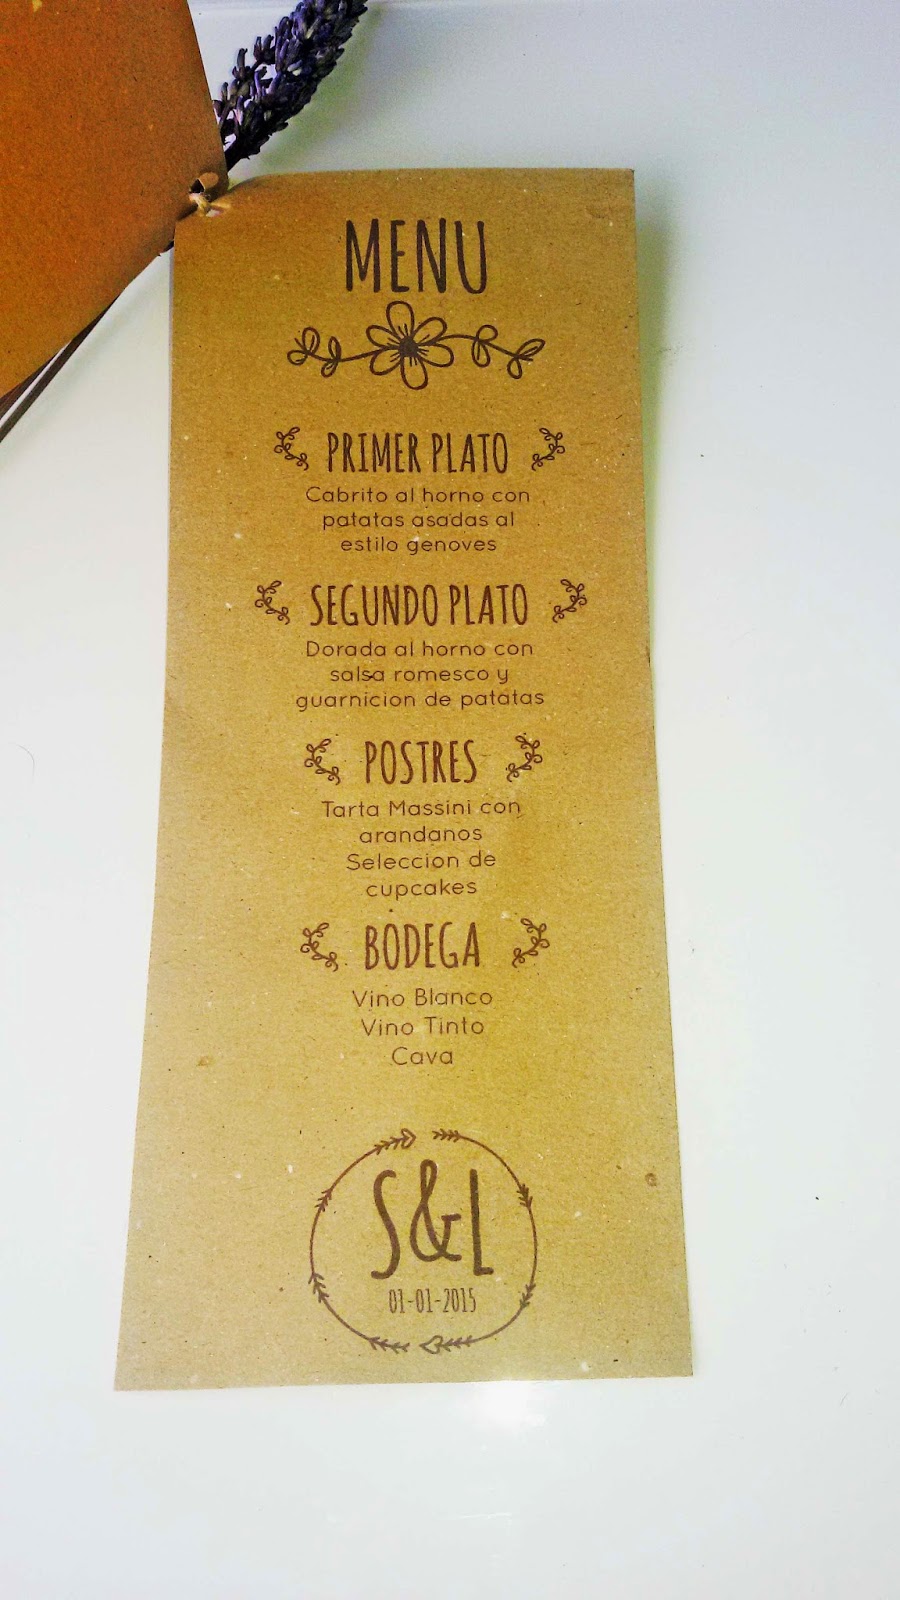 MENU
PRIMER PLATO
Cabrito al horno con
patatas asadas al
estilo genoves
SEGUNDO PLATO
Dorada al horno con
salsa romesco y
guarnicion de patatas
POSTRES
Tarta Massini con
arandanos
Seleccion de
cupcakes
BODEGA
Vino Blanco
Vino Tinto
Cava
S&L
01-01-2015